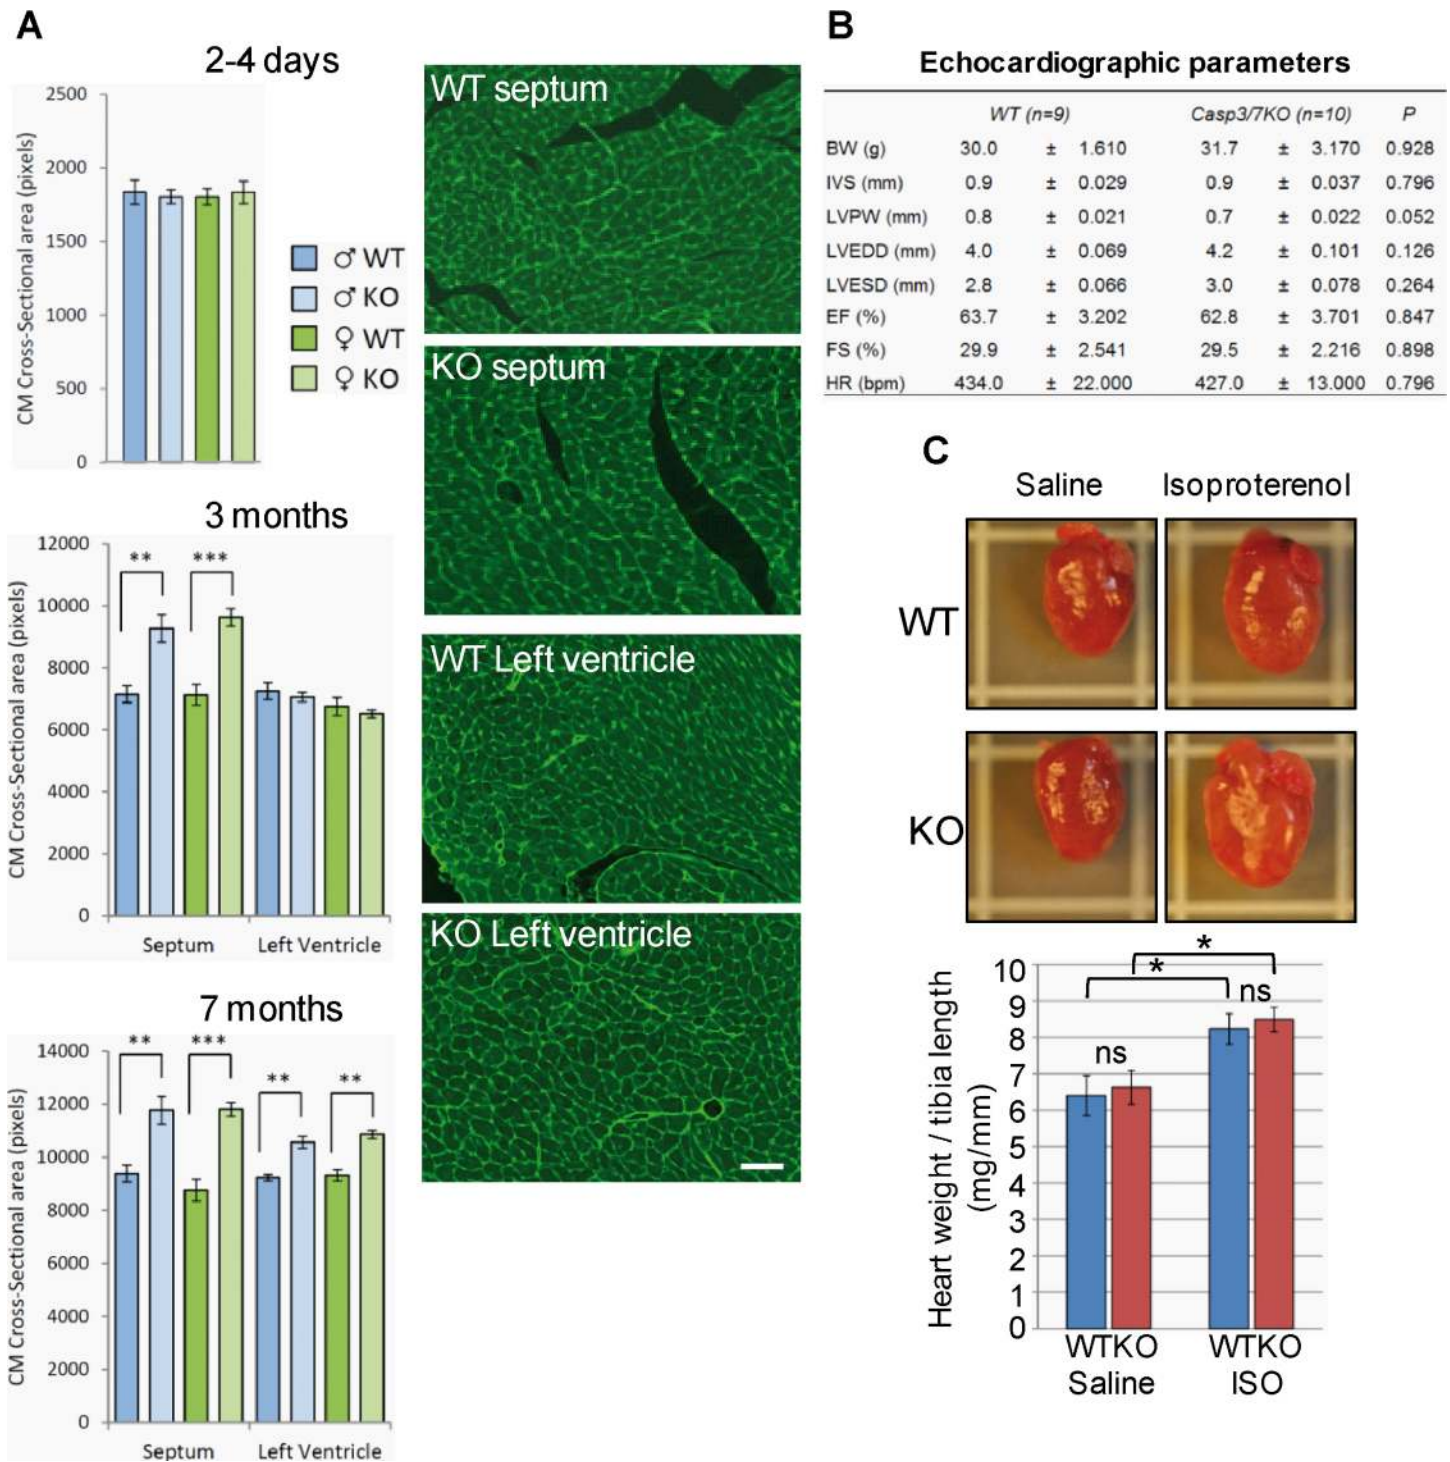 A
2-4 days
2500
2000
1500
1000
500
0
CM Cross-Sectional area (pixels)
♂ WT
♂ KO
♀ WT
♀ KO
3 months
12000
10000
8000
6000
4000
2000
0
CM Cross-Sectional area (pixels)
** ***
Septum Left Ventricle
7 months
14000
12000
10000
8000
6000
4000
2000
0
CM Cross-Sectional area (pixels)
** *** ** **
Septum Left Ventricle
WT septum
KO septum
WT Left ventricle
KO Left ventricle
B
Echocardiographic parameters
WT (n=9) Casp3/7KO (n=10) P
BW (g) 30.0 ± 1.610 31.7 ± 3.170 0.928
IVS (mm) 0.9 ± 0.029 0.9 ± 0.037 0.796
LVPW (mm) 0.8 ± 0.021 0.7 ± 0.022 0.052
LVEDD (mm) 4.0 ± 0.069 4.2 ± 0.101 0.126
LVESD (mm) 2.8 ± 0.066 3.0 ± 0.078 0.264
EF (%) 63.7 ± 3.202 62.8 ± 3.701 0.847
FS (%) 29.9 ± 2.541 29.5 ± 2.216 0.898
HR (bpm) 434.0 ± 22.000 427.0 ± 13.000 0.796
C
Saline Isoproterenol
WT
KO
Heart weight / tibia length
(mg/mm)
10
9
8
7
6
5
4
3
2
1
0
*
*
ns
ns
WTKO WTKO
Saline ISO